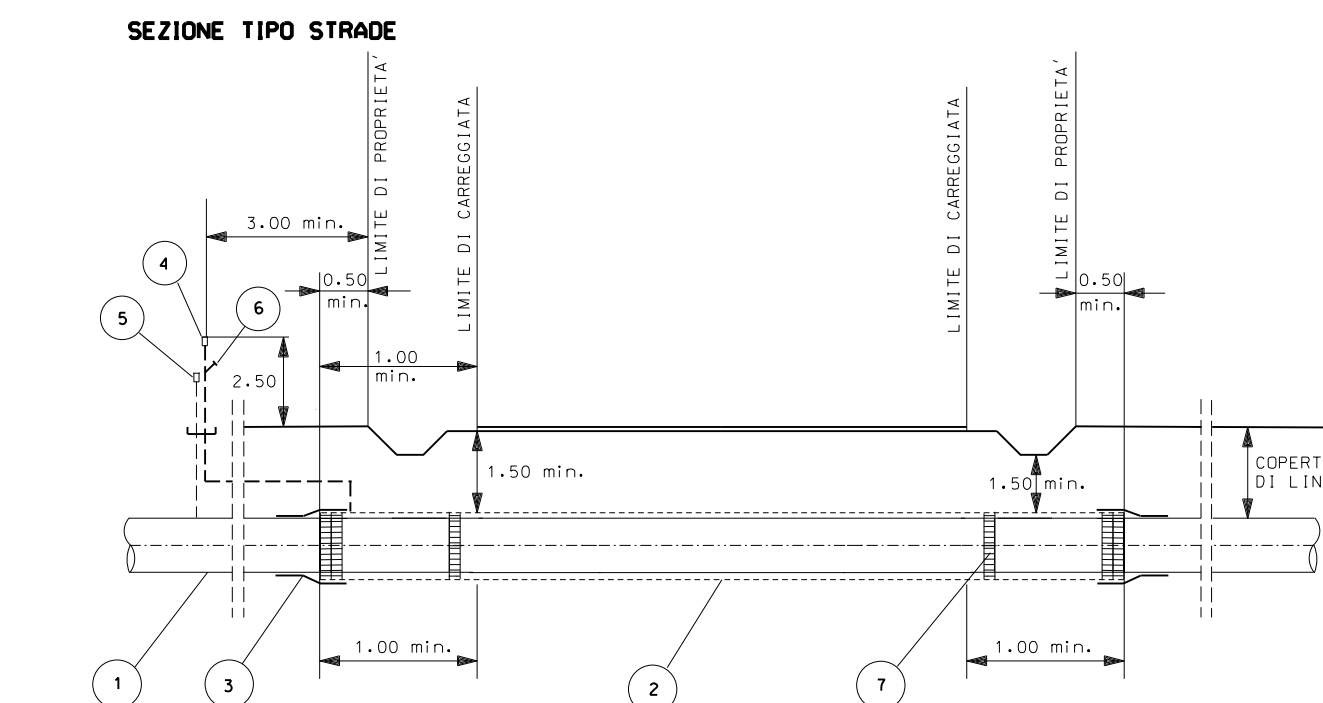 SEZIONE TIPO STRADE
LIMITE DI PROPRIETA'
LIMITE DI CARREGGIATA
LIMITE DI CARREGGIATA
LIMITE DI PROPRIETA'
3.00 min.
4
0.50
min.
0.50
min.
5
6
1.00
min.
2.50
1.50 min.
1.50 min.
COPERT
DI LIN
1.00 min.
1.00 min.
1
3
2
7